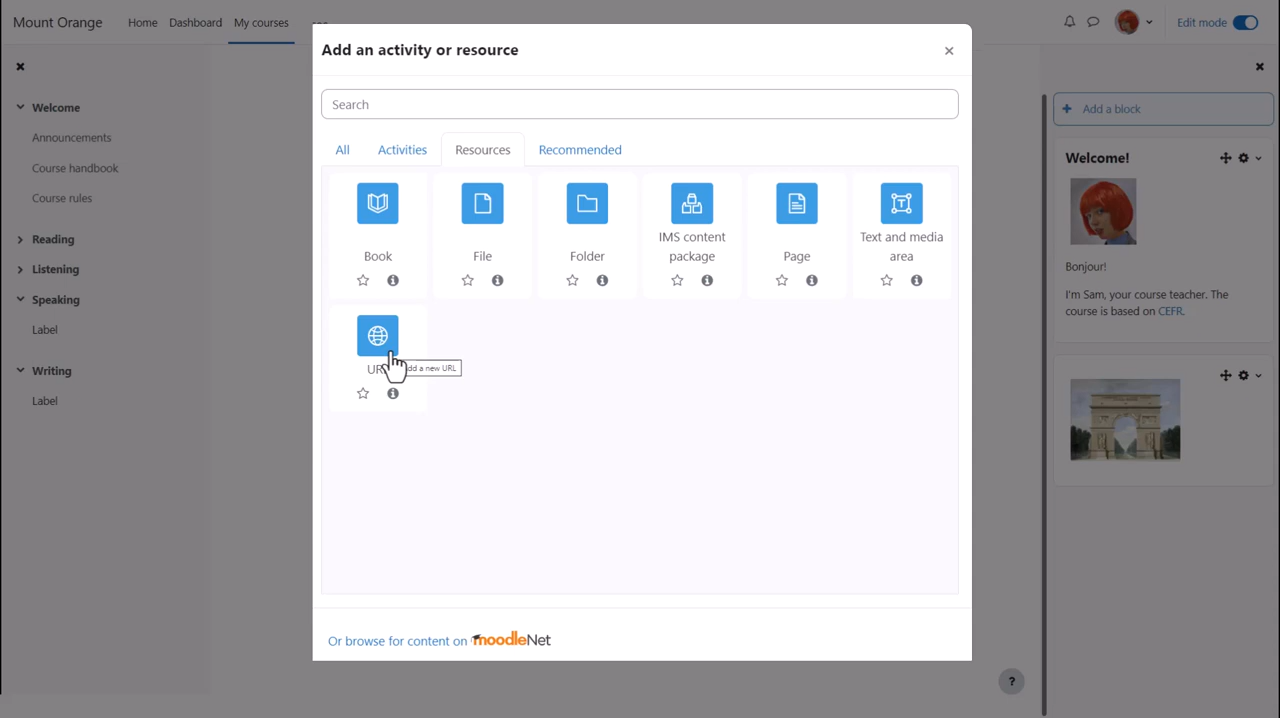 Mount Orange
Home
Dashboard
My courses
Edit mode
Add an activity or resource
Search
All
Activities
Resources
Recommended
Book
File
Folder
IMS content
package
Page
Text and media
area
add a new URL
Or browse for content on moodleNet
Welcome
Announcements
Course handbook
Course rules
Reading
Listening
Speaking
Label
Writing
Label
Add a block
Welcome!
Bonjour!
I'm Sam, your course teacher. The
course is based on CEFR.
?